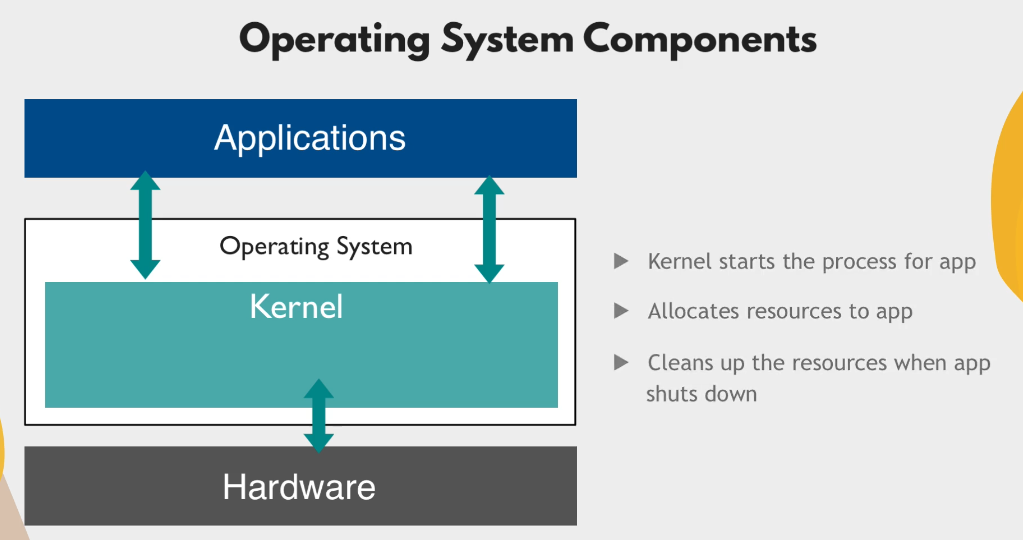 Operating System Components
Applications
Operating System
Kernel
Hardware
Kernel starts the process for app
Allocates resources to app
Cleans up the resources when app
shuts down